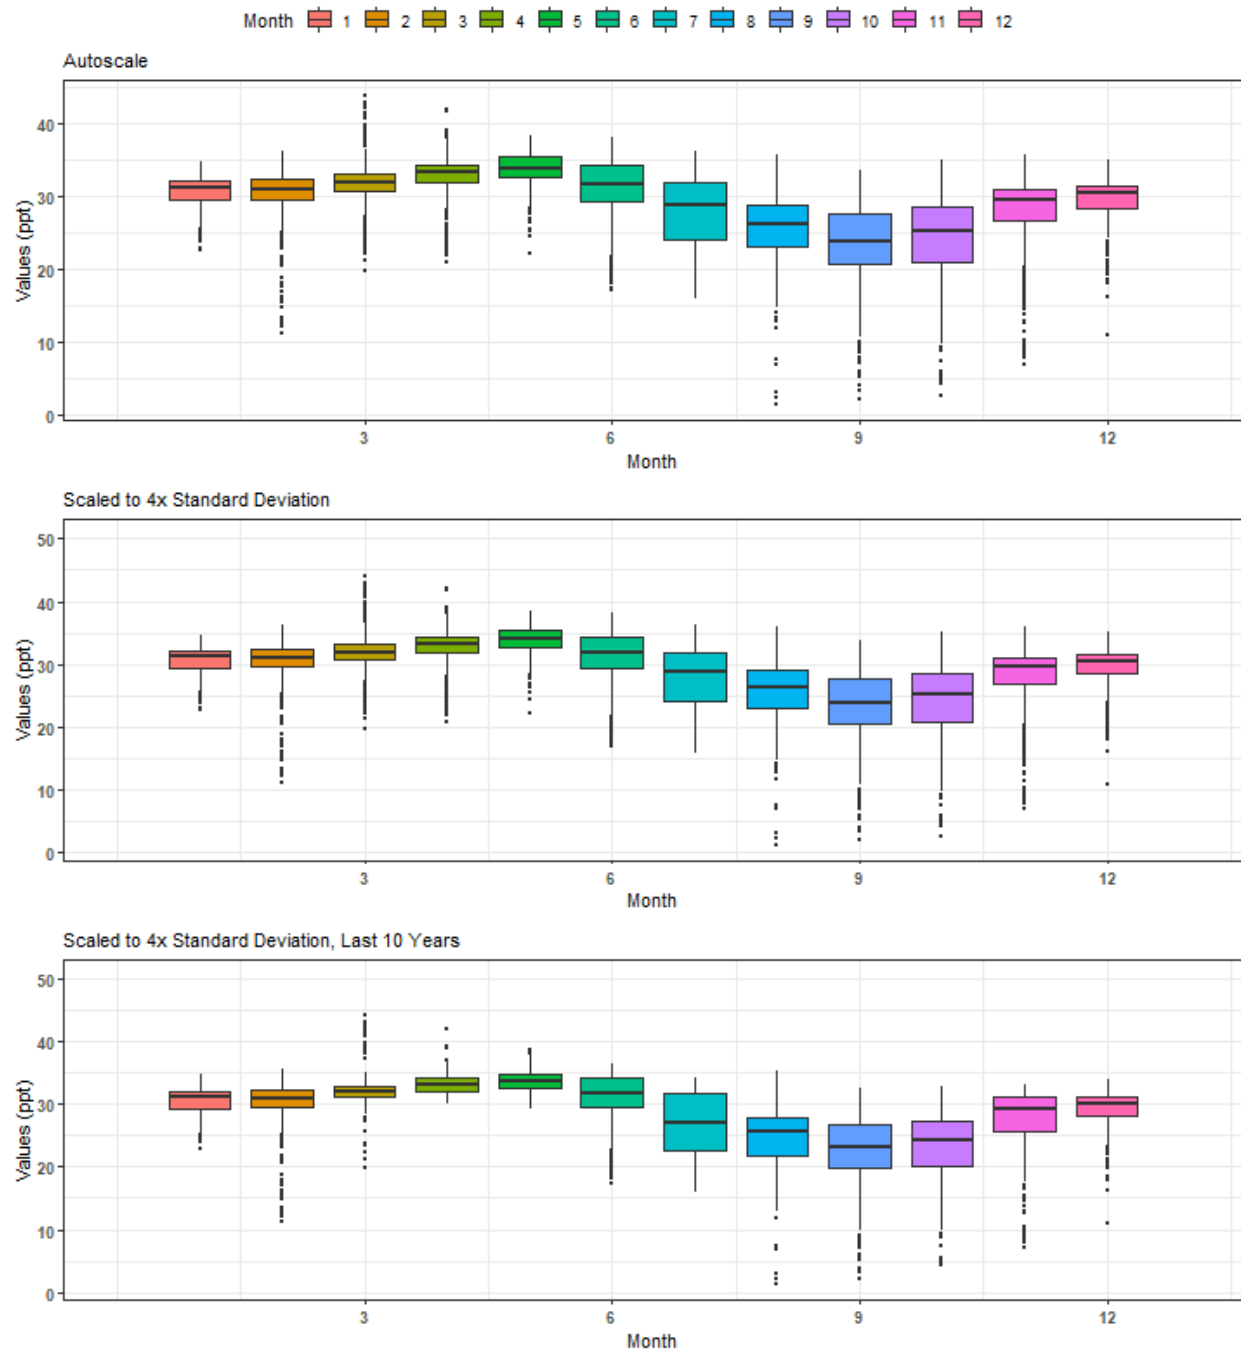 Month 1 2 3 4 5 6 7 8 9 10 11 12
Autoscale
Values (ppt)
40
30
20
10
0
3 6 9 12
Month
Scaled to 4x Standard Deviation
Values (ppt)
50
40
30
20
10
0
3 6 9 12
Month
Scaled to 4x Standard Deviation, Last 10 Years
Values (ppt)
50
40
30
20
10
0
3 6 9 12
Month